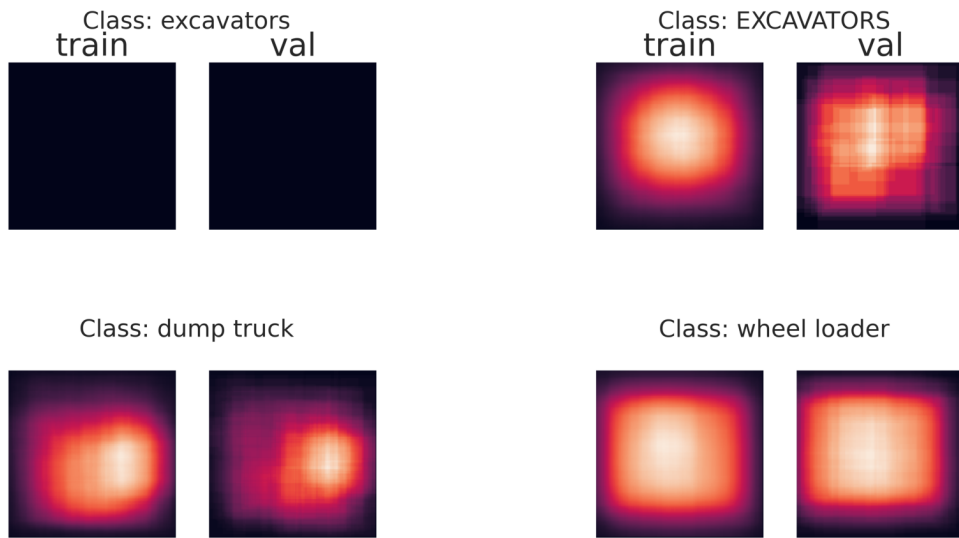 Class: excavators
train val
Class: EXCAVATORS
train val
Class: dump truck
Class: wheel loader